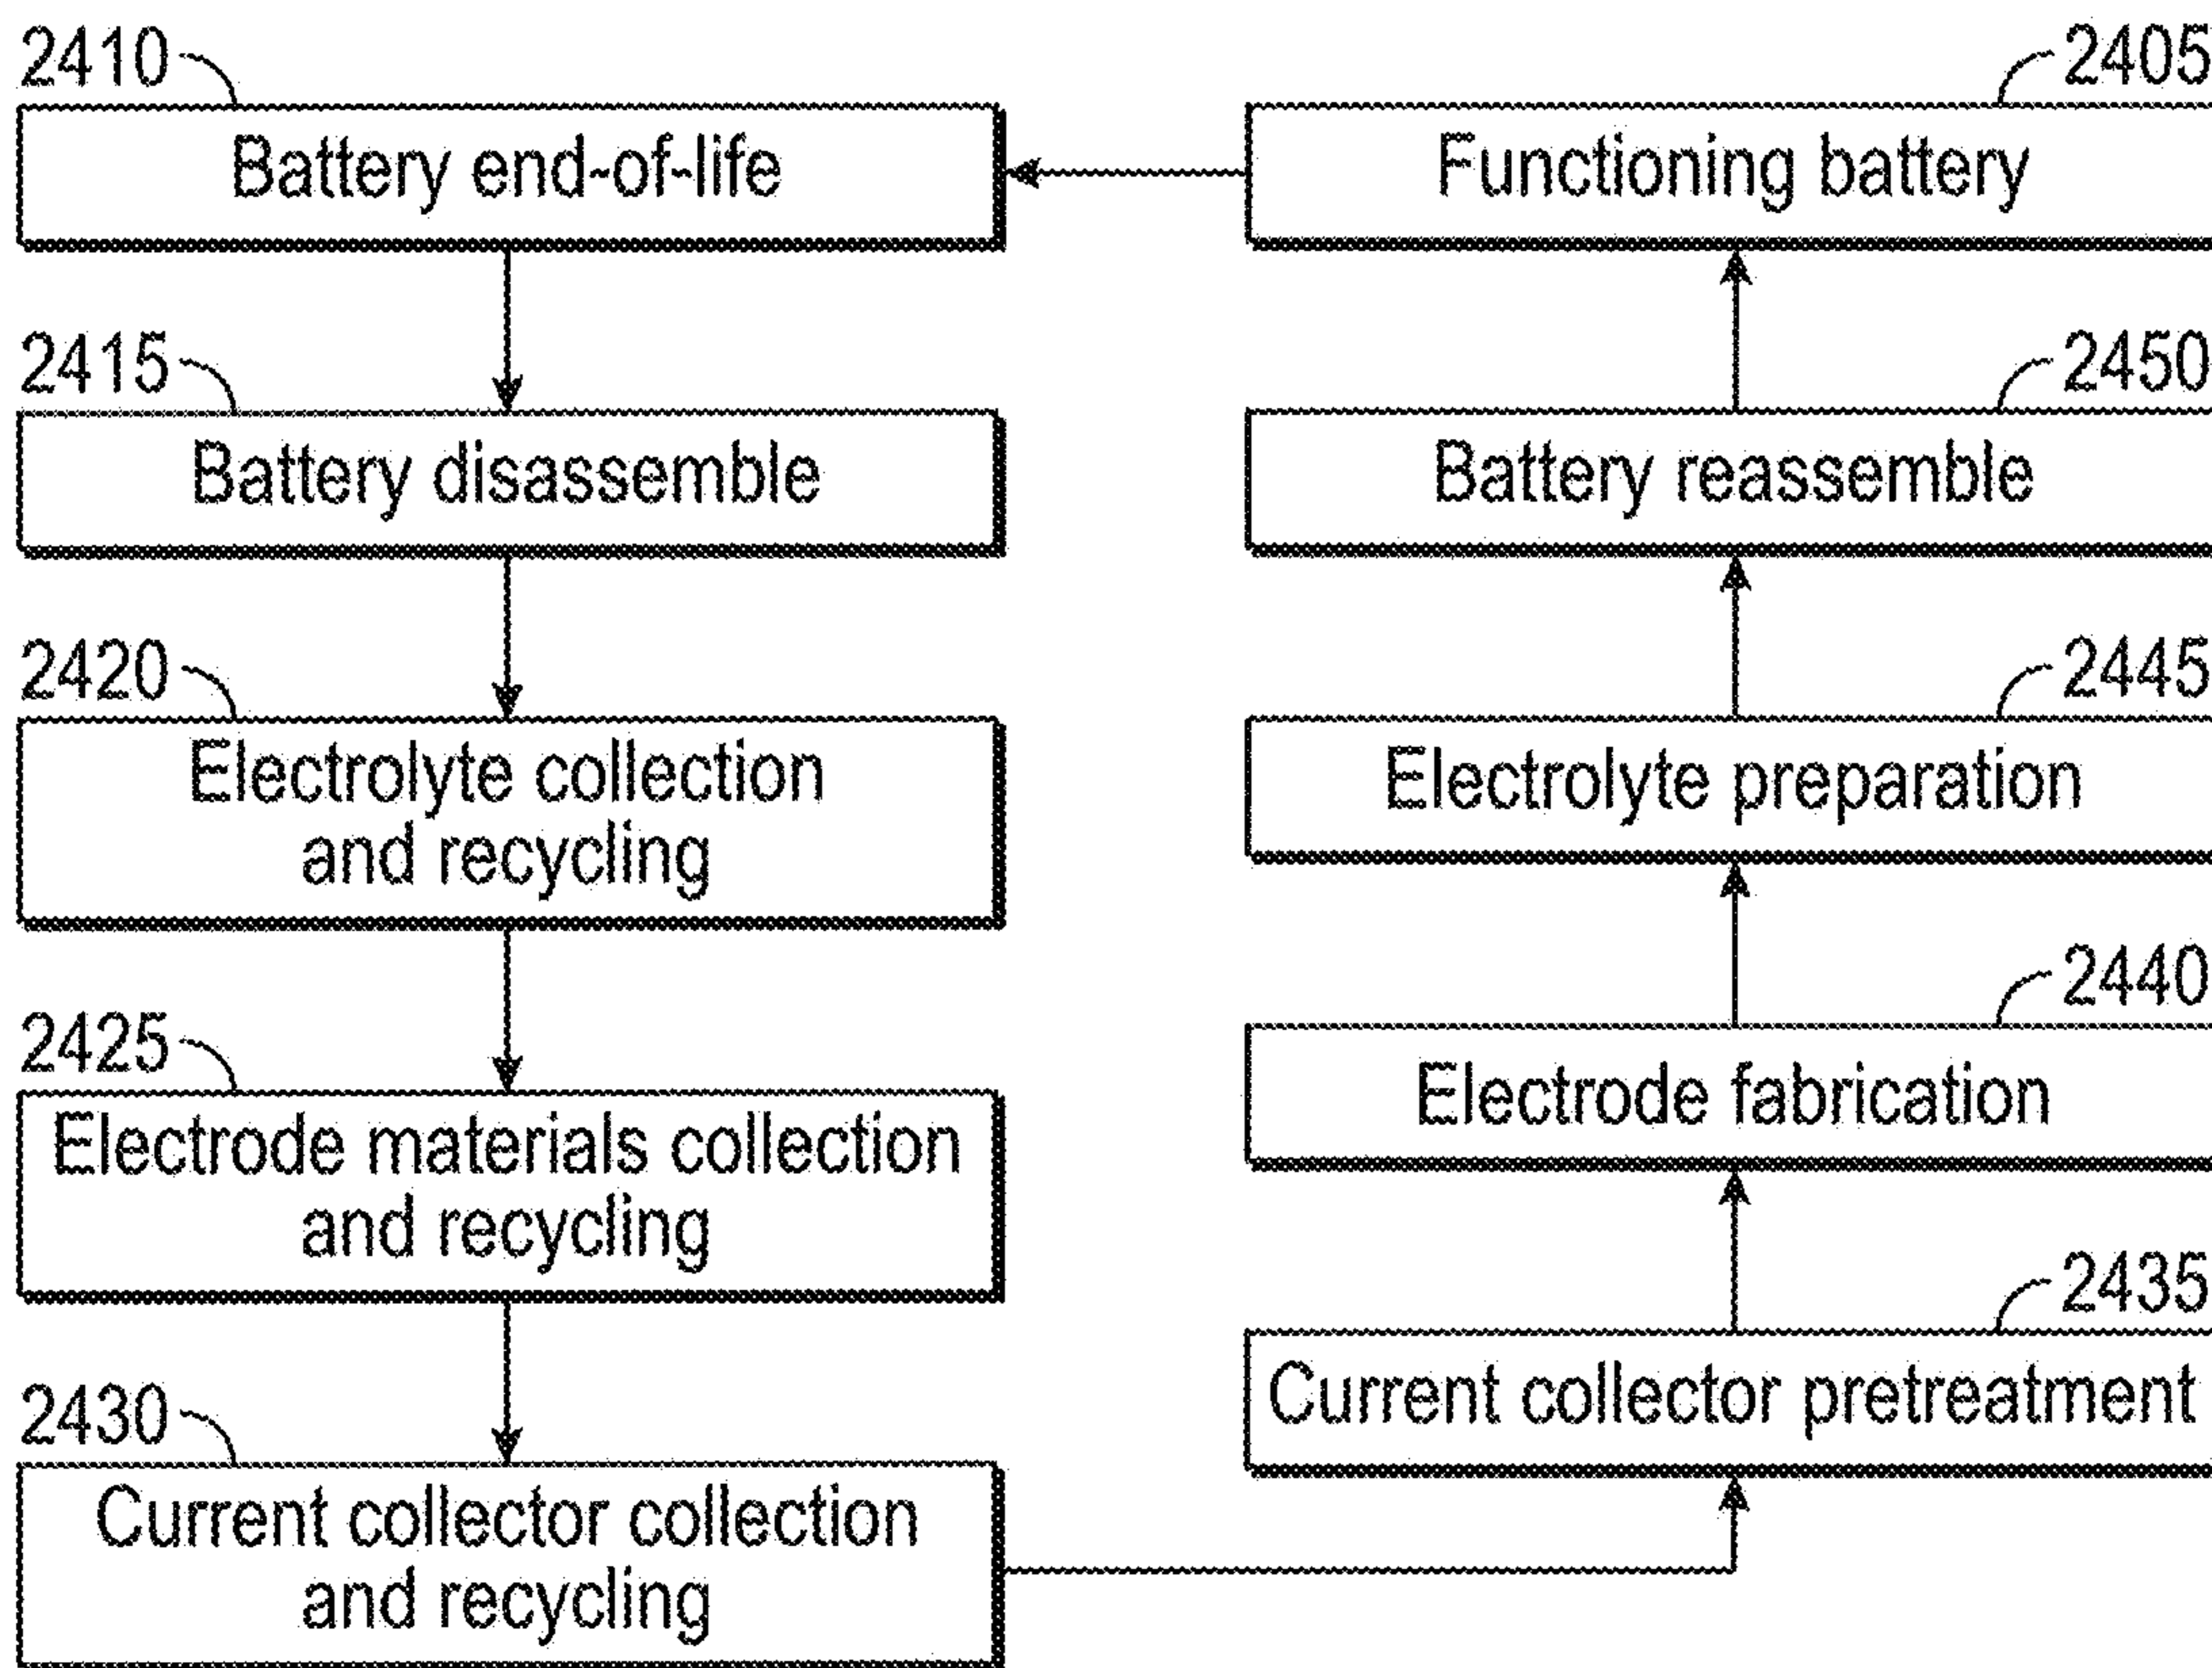 2410
Battery end-of-life
2415
Battery disassemble
2420
Electrolyte collection
and recycling
2425
Electrode materials collection
and recycling
2430
Current collector collection
and recycling
2405
Functioning battery
2450
Battery reassemble
2445
Electrolyte preparation
2440
Electrode fabrication
2435
Current collector pretreatment